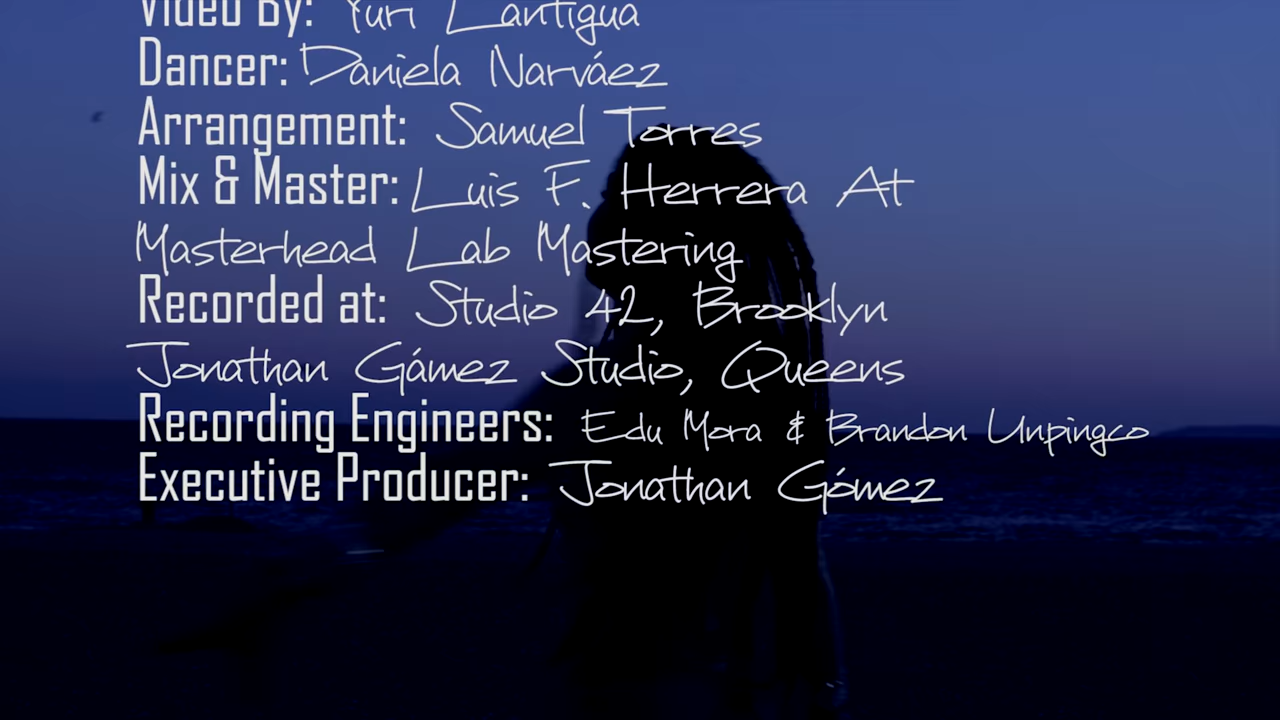 Video By: Yuri Lantigua
Dancer: Daniela Narváez
Arrangement: Samuel Torres
Mix & Master: Luis F. Herrera At
Masterhead Lab Mastering
Recorded at: Studio 42, Brooklyn
Jonathan Gámez Studio, Queens
Recording Engineers: Edu Mora & Brandon Unpingco
Executive Producer: Jonathan Gómez